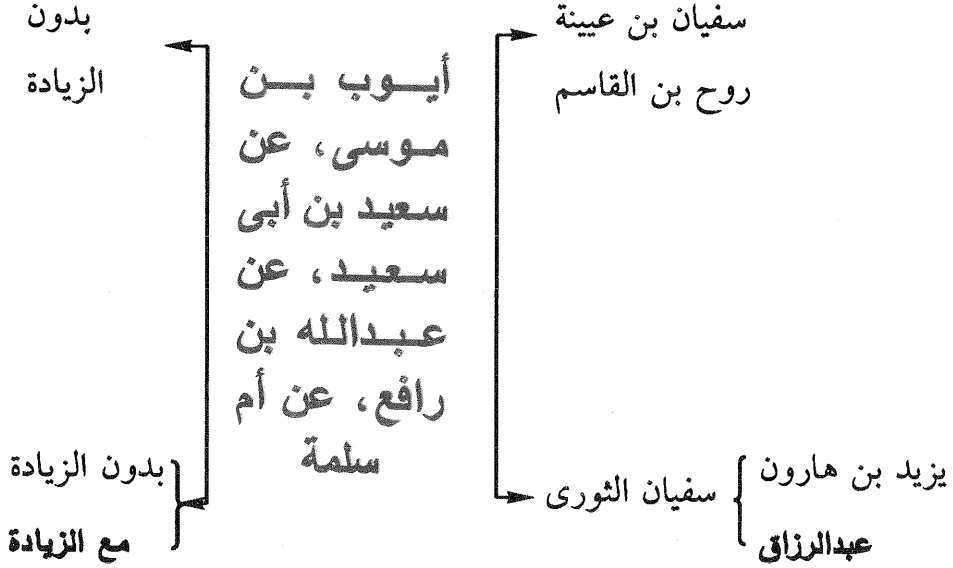 سفيان بن عيينة
روح بن القاسم
يزيد بن هارون
عبدالرزاق
سفيان الثورى
أيوب بن
موسى، عن
سعيد بن أبى
سعيد، عن
عبدالله بن
رافع، عن أم
سلمة
بدون
الزيادة
بدون الزيادة
مع الزيادة